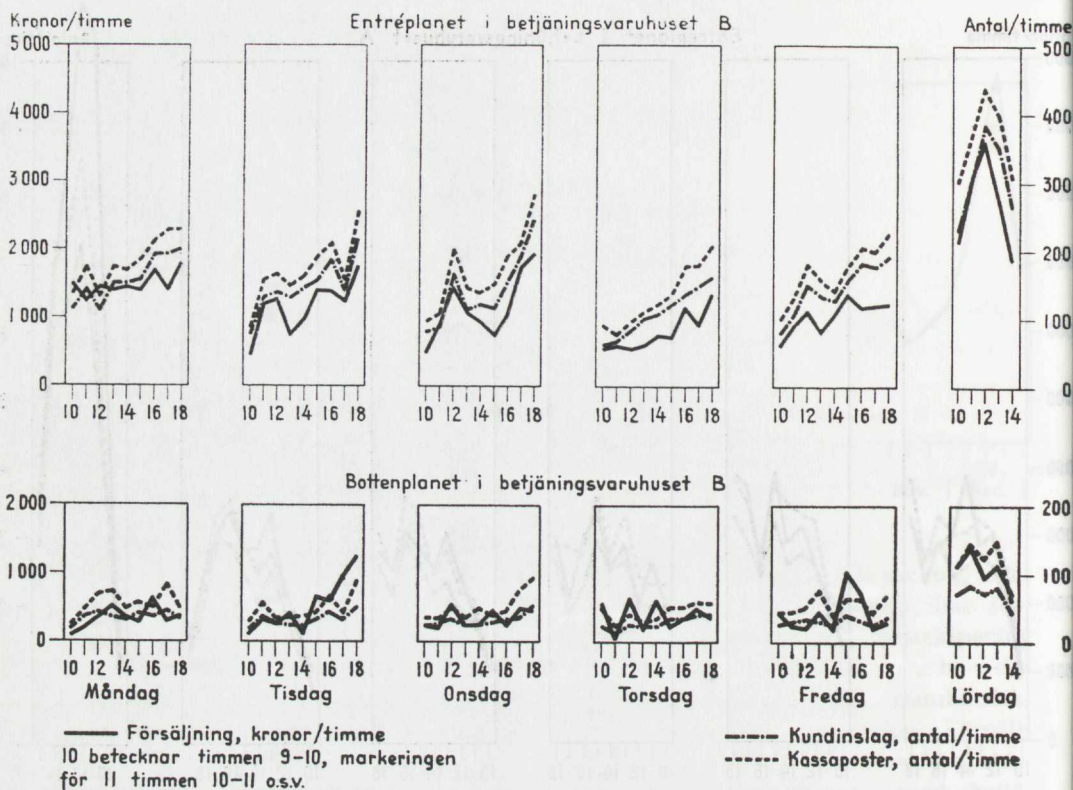 Kronor/timme
Entréplanet i betjäningsvaruhuset B
Antal/timme
5 000
4 000
3 000
2 000
1 000
0
500
400
300
200
100
0
10 12 14 16 18
10 12 14 16 18
10 12 14 16 18
10 12 14 16 18
10 12 14 16 18
10 12 14
Bottenplanet i betjäningsvaruhuset B
2 000
1 000
0
200
100
0
10 12 14 16 18
10 12 14 16 18
10 12 14 16 18
10 12 14 16 18
10 12 14 16 18
10 12 14
Måndag
Tisdag
Onsdag
Torsdag
Fredag
Lördag
Försäljning, kronor/timme
10 betecknar timmen 9-10, markeringen
för 11 timmen 10-11 o.s.v.
Kundinslag, antal/timme
Kassaposter, antal/timme